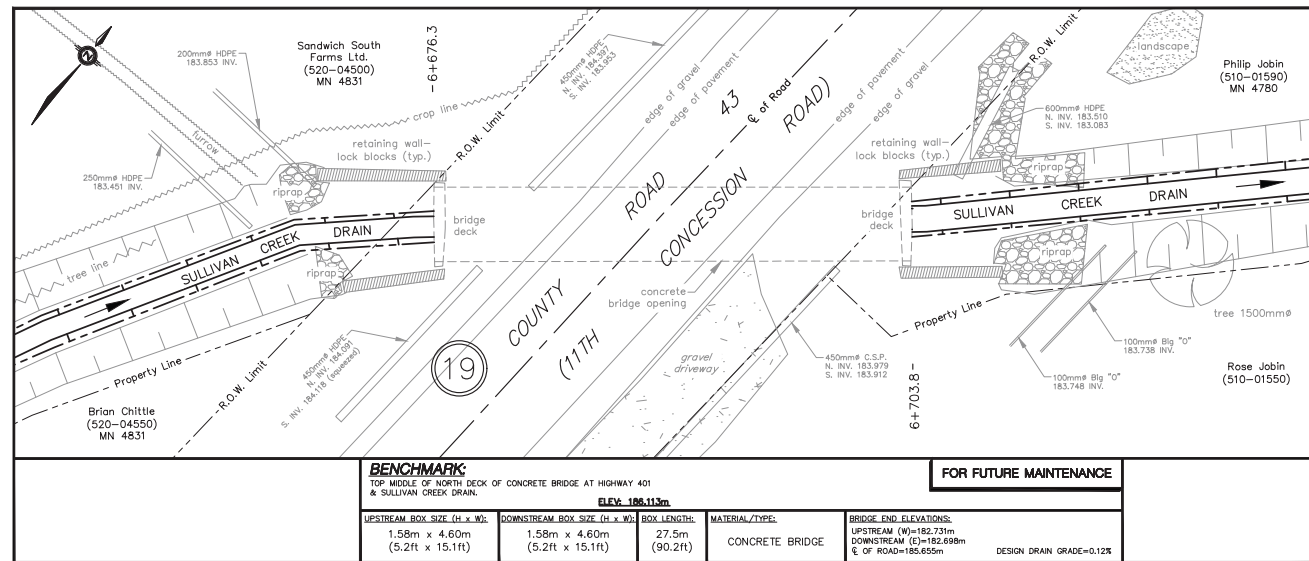 N
200mmø HDPE
183.853 INV.
Sandwich South
Farms Ltd.
(520-04500)
MN 4831
-6+676.3
450mmø HDPE
N. INV. 184.397
S. INV. 183.953
edge of gravel
edge of pavement
43
℄ of Road
edge of pavement
edge of gravel
R.O.W. Limit
landscape
Philip Jobin
(510-01590)
MN 4780
600mmø HDPE
N. INV. 183.510
S. INV. 183.083
crop line
furrow
R.O.W. Limit
retaining wall-
lock blocks (typ.)
retaining wall-
lock blocks (typ.)
250mmø HDPE
183.451 INV.
riprap
riprap
ROAD
ROAD)
bridge
deck
bridge
deck
SULLIVAN CREEK DRAIN
SULLIVAN CREEK DRAIN
tree line
CONCESSION
riprap
riprap
concrete
bridge opening
COUNTY
(11TH
Property Line
tree 1500mmø
450mmø HDPE
N. INV. 184.091
S. INV. 184.118 (squeezed)
19
gravel
driveway
450mmø C.S.P.
N. INV. 183.979
S. INV. 183.912
6+703.8-
100mmø Blg "O"
183.738 INV.
100mmø Blg "O"
183.748 INV.
Rose Jobin
(510-01550)
Property Line
R.O.W. Limit
Brian Chittle
(520-04550)
MN 4831
BENCHMARK:
TOP MIDDLE OF NORTH DECK OF CONCRETE BRIDGE AT HIGHWAY 401
& SULLIVAN CREEK DRAIN.
ELEV: 186.113m
FOR FUTURE MAINTENANCE
UPSTREAM BOX SIZE (H x W):
1.58m x 4.60m
(5.2ft x 15.1ft)
DOWNSTREAM BOX SIZE (H x W):
1.58m x 4.60m
(5.2ft x 15.1ft)
BOX LENGTH:
27.5m
(90.2ft)
MATERIAL/TYPE:
CONCRETE BRIDGE
BRIDGE END ELEVATIONS:
UPSTREAM (W)=182.731m
DOWNSTREAM (E)=182.698m
℄ OF ROAD=185.655m
DESIGN DRAIN GRADE=0.12%